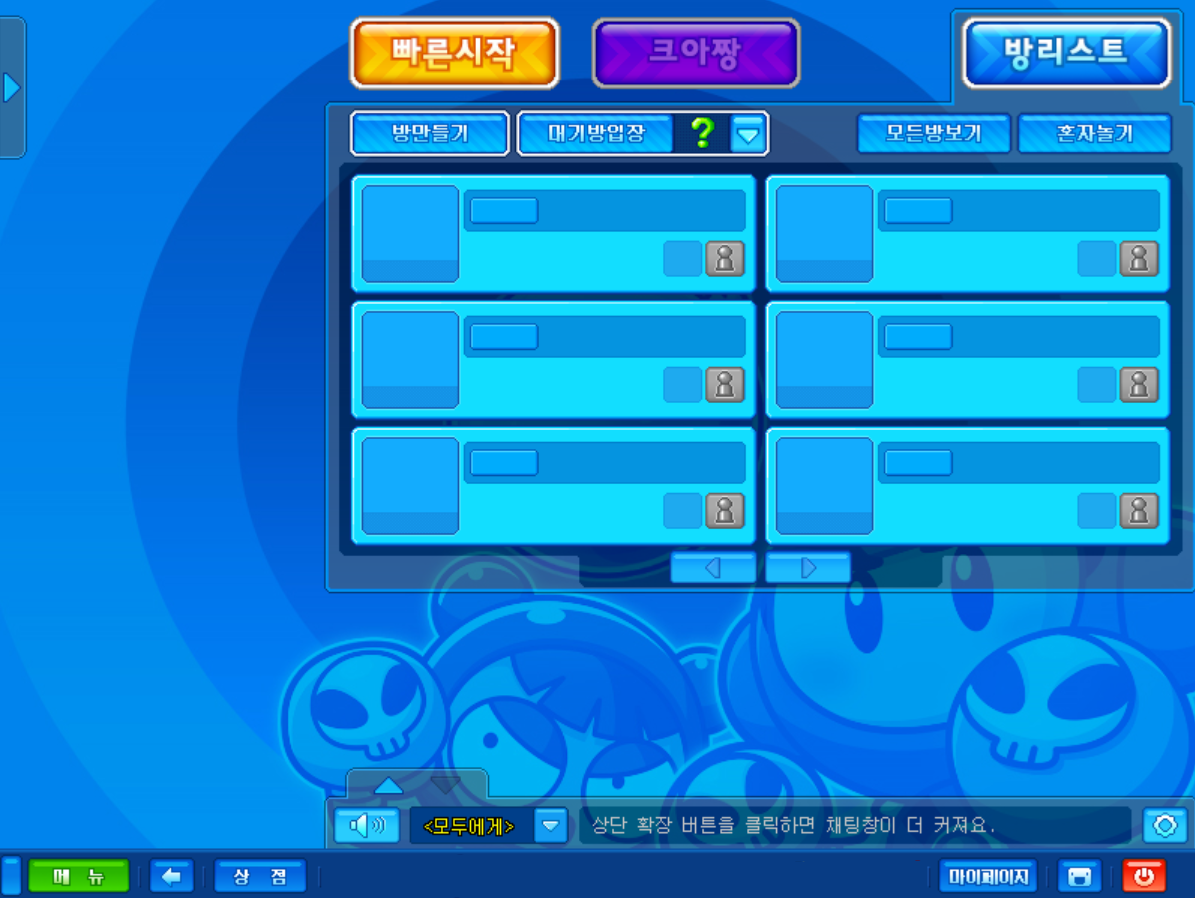 빠른시작
크아짱
방리스트
방만들기
대기방입장
?
모든방보기
혼자놀기
<모두에게>
상단 확장 버튼을 클릭하면 채팅창이 더 커져요.
메 뉴
상 점
마이페이지